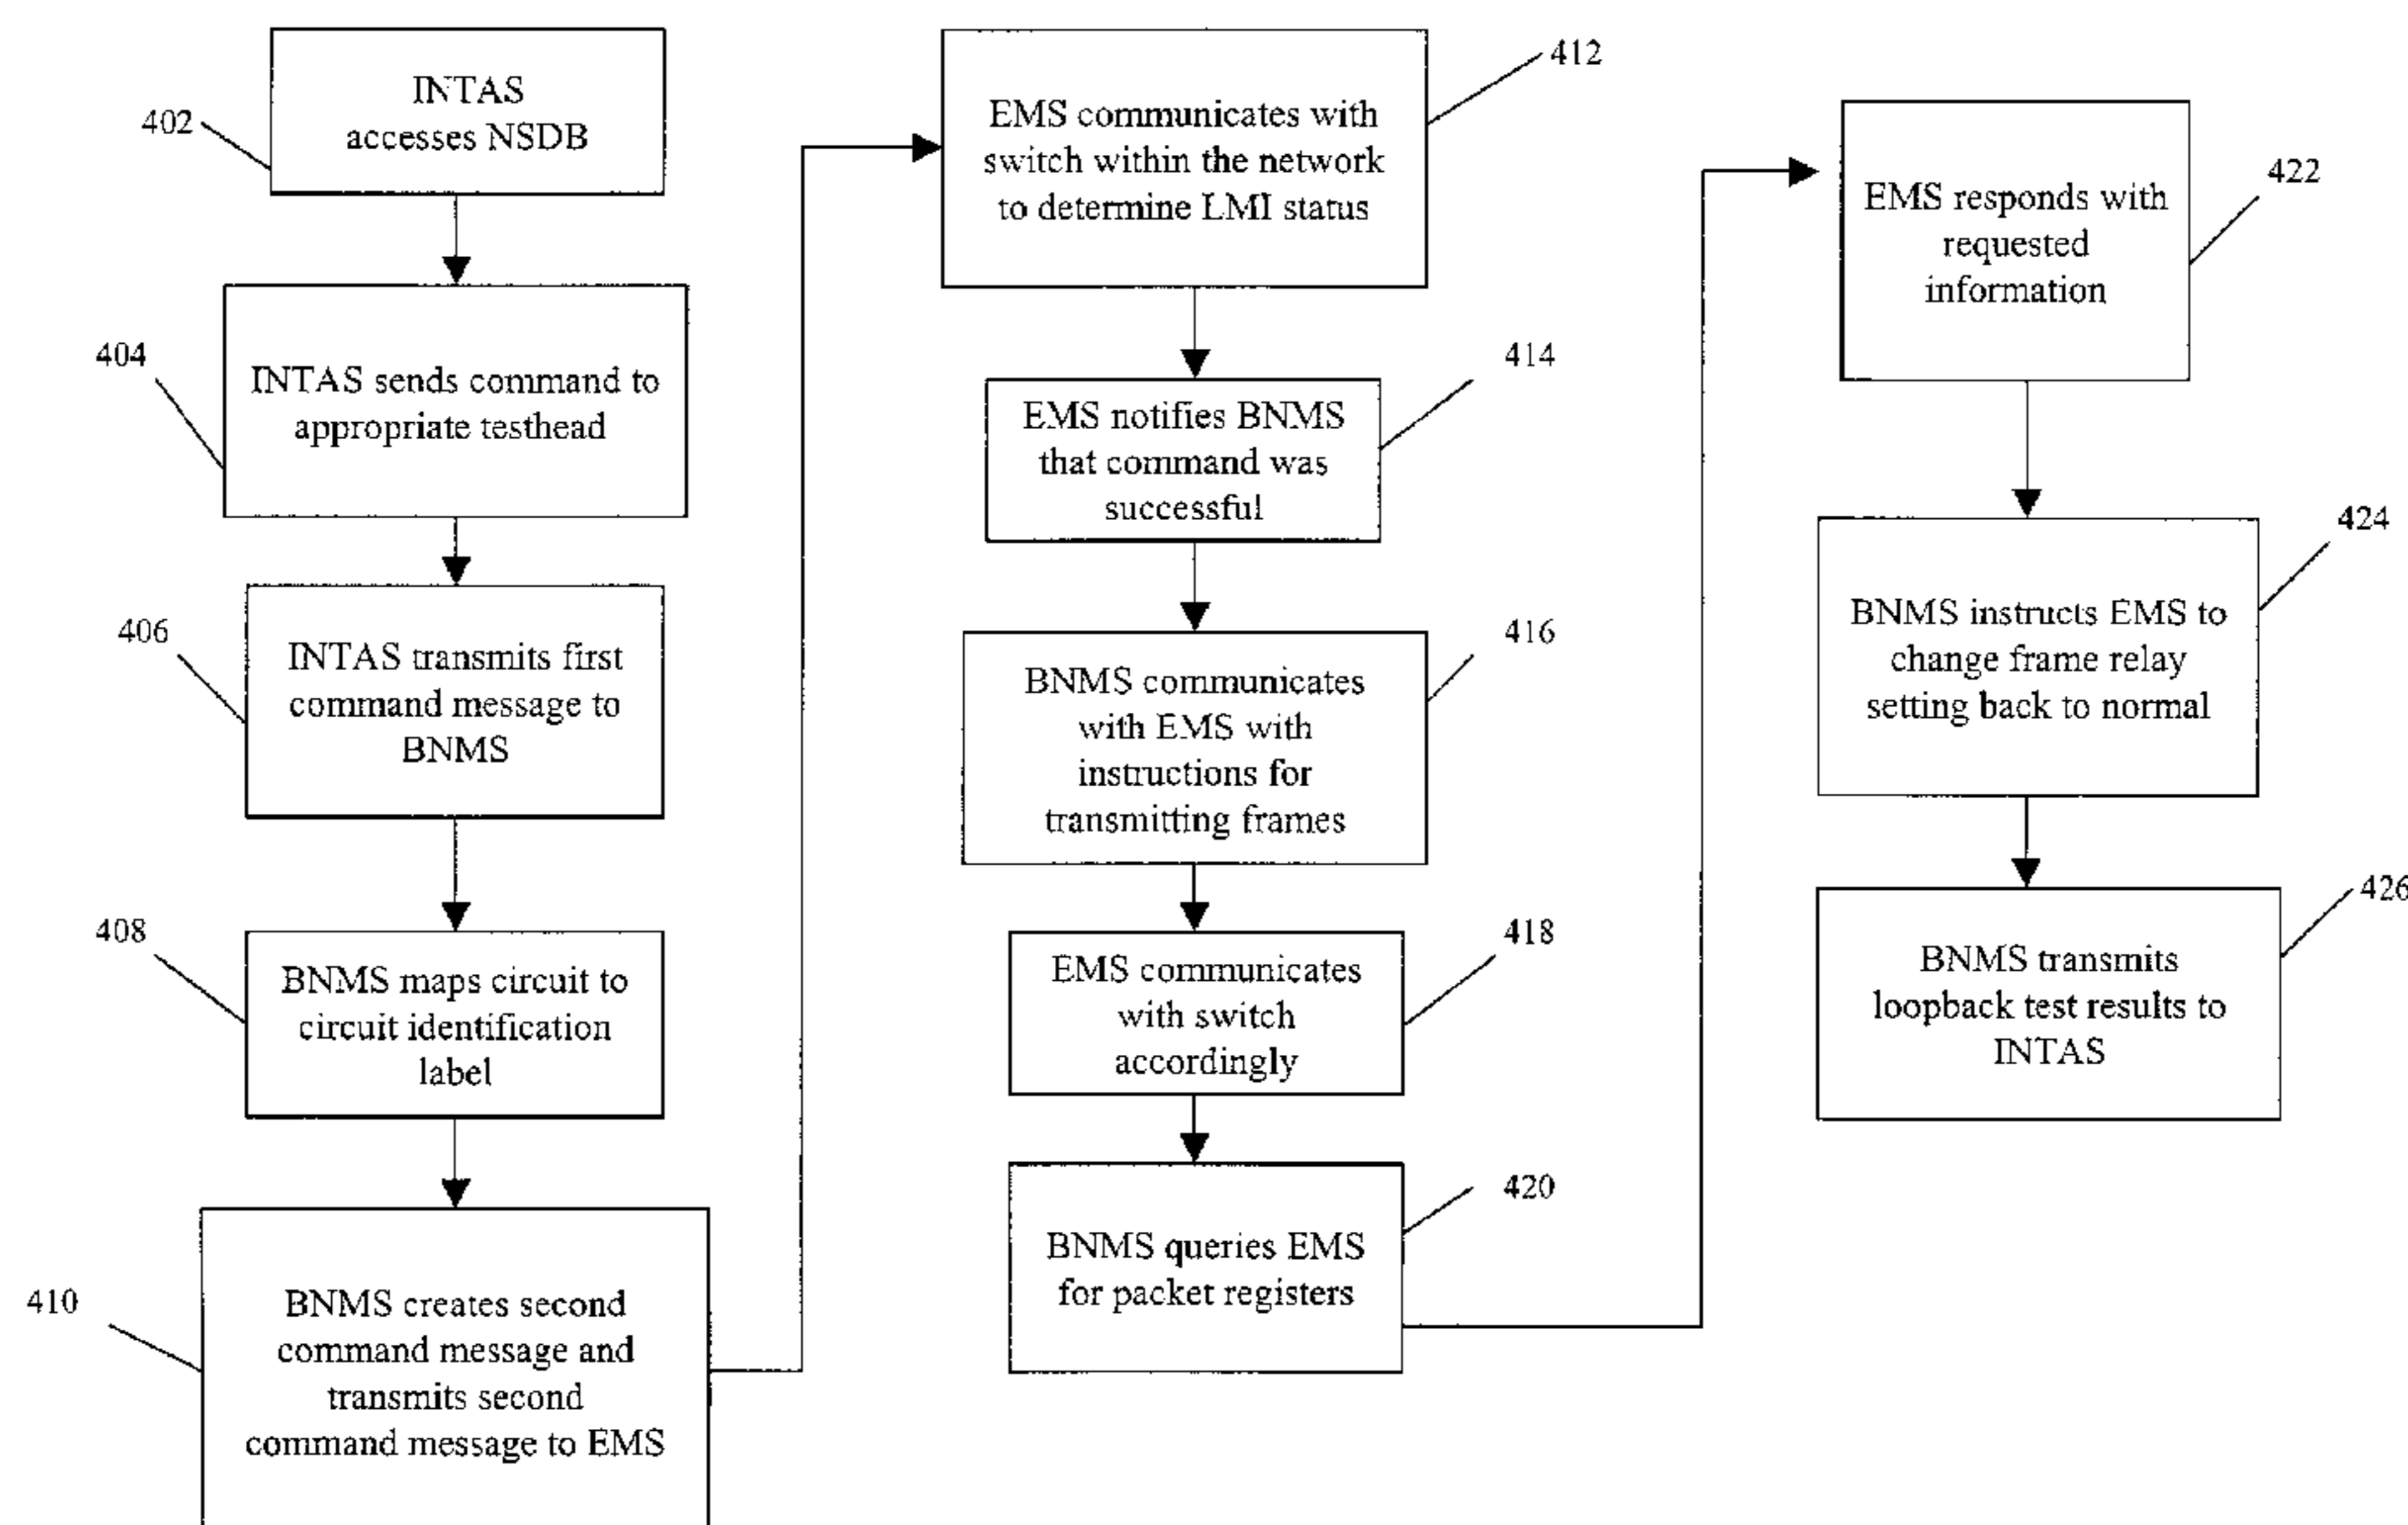 402
INTAS
accesses NSDB
404
INTAS sends command to
appropriate testhead
406
INTAS transmits first
command message to
BNMS
408
BNMS maps circuit to
circuit identification
label
410
BNMS creates second
command message and
transmits second
command message to EMS
412
EMS communicates with
switch within the network
to determine LMI status
414
EMS notifies BNMS
that command was
successful
416
BNMS communicates
with EMS with
instructions for
transmitting frames
418
EMS communicates
with switch
accordingly
420
BNMS queries EMS
for packet registers
422
EMS responds with
requested
information
424
BNMS instructs EMS to
change frame relay
setting back to normal
426
BNMS transmits
loopback test results to
INTAS